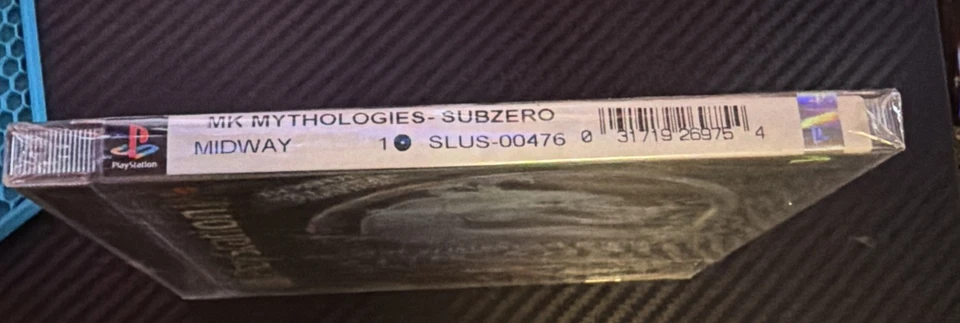 MK MYTHOLOGIES- SUBZERO
MIDWAY 1 SLUS-00476 0 31719 26975 4
PlayStation